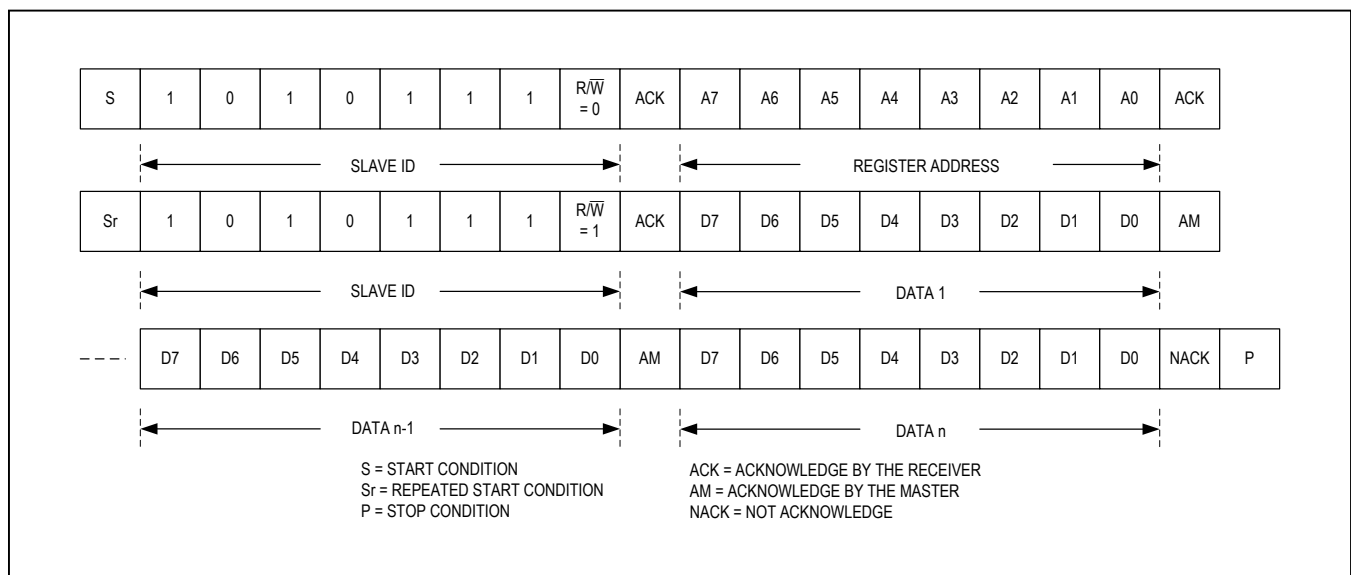 S 1 0 1 0 1 1 1 R/W̅ = 0 ACK A7 A6 A5 A4 A3 A2 A1 A0 ACK
SLAVE ID REGISTER ADDRESS
Sr 1 0 1 0 1 1 1 R/W̅ = 1 ACK D7 D6 D5 D4 D3 D2 D1 D0 AM
SLAVE ID DATA 1
D7 D6 D5 D4 D3 D2 D1 D0 AM D7 D6 D5 D4 D3 D2 D1 D0 NACK P
DATA n-1 DATA n
S = START CONDITION
Sr = REPEATED START CONDITION
P = STOP CONDITION
ACK = ACKNOWLEDGE BY THE RECEIVER
AM = ACKNOWLEDGE BY THE MASTER
NACK = NOT ACKNOWLEDGE